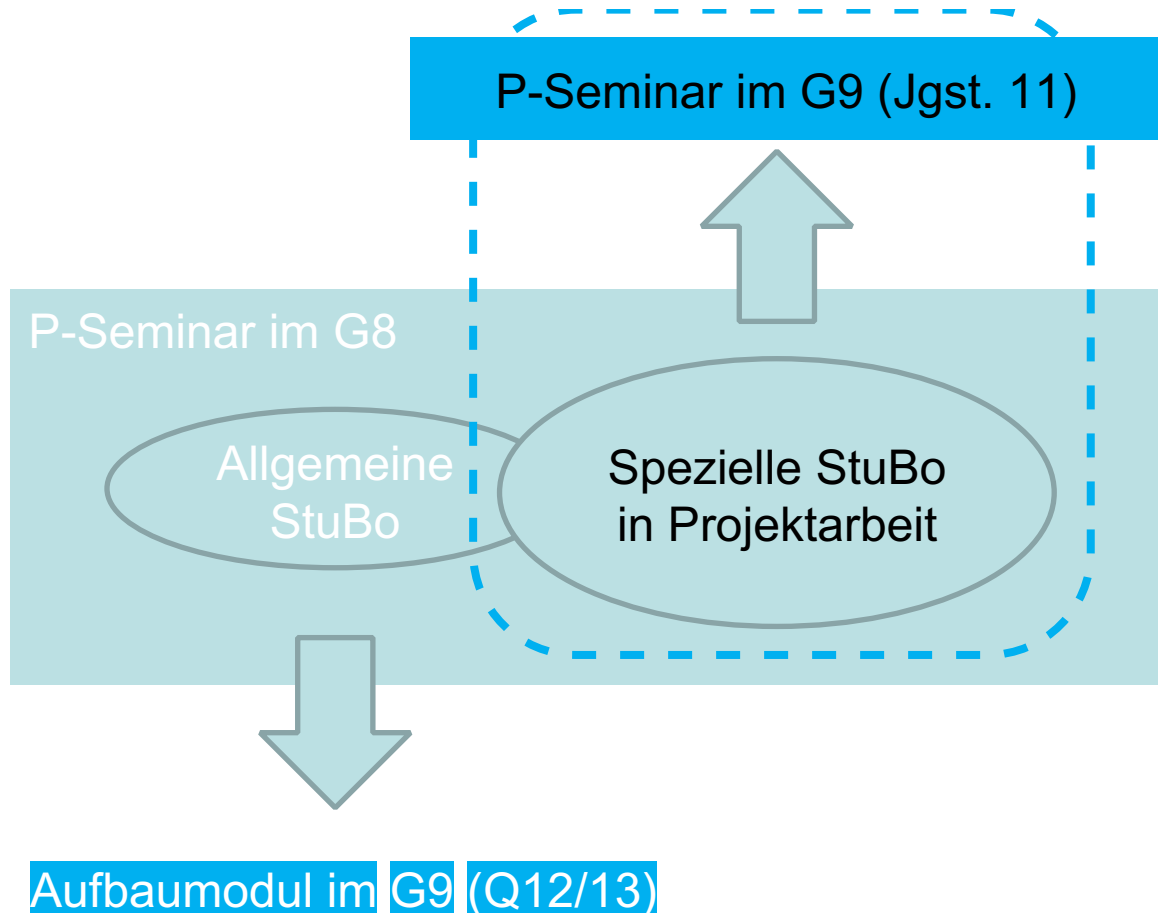 P-Seminar im G9 (Jgst. 11)
P-Seminar im G8
Allgemeine
StuBo
Spezielle StuBo
in Projektarbeit
Aufbaumodul im G9 (Q12/13)